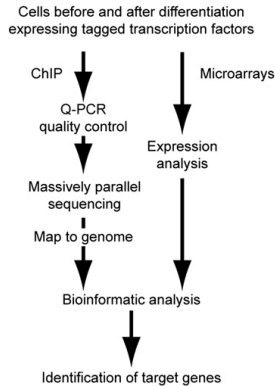 Cells before and after differentiation
expressing tagged transcription factors
ChIP
Microarrays
Q-PCR
quality control
Expression
analysis
Massively parallel
sequencing
Map to genome
Bioinformatic analysis
Identification of target genes